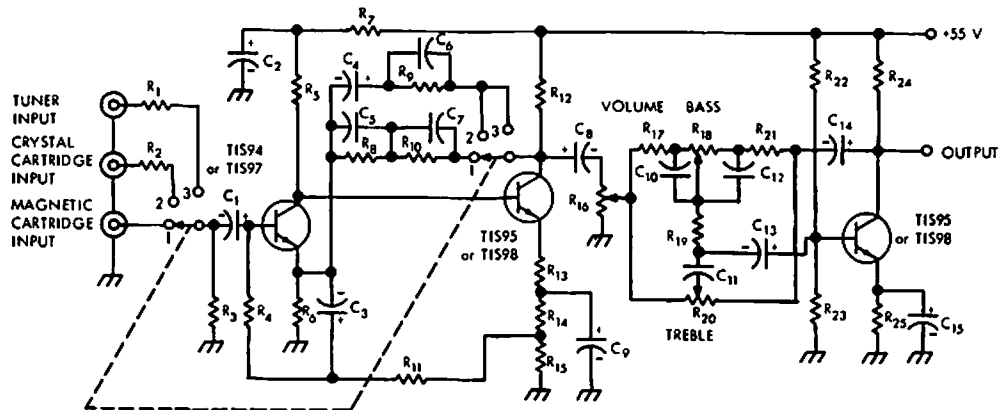 R7
+55 V
C2
C6
C4
R9
R5
R12
R22
R24
TUNER
INPUT
R1
C5
C7
2
3
VOLUME
BASS
C8
R17
R18
R21
C14
CRYSTAL
CARTRIDGE
INPUT
R2
TIS94
or TIS97
R8
R10
1
C10
C12
OUTPUT
2
3
R16
MAGNETIC
CARTRIDGE
INPUT
1
C1
TIS95
or TIS98
R19
C13
TIS95
or TIS98
R13
C11
R3
R4
R6
C3
R14
R20
R23
R25
C15
TREBLE
C9
R11
R15